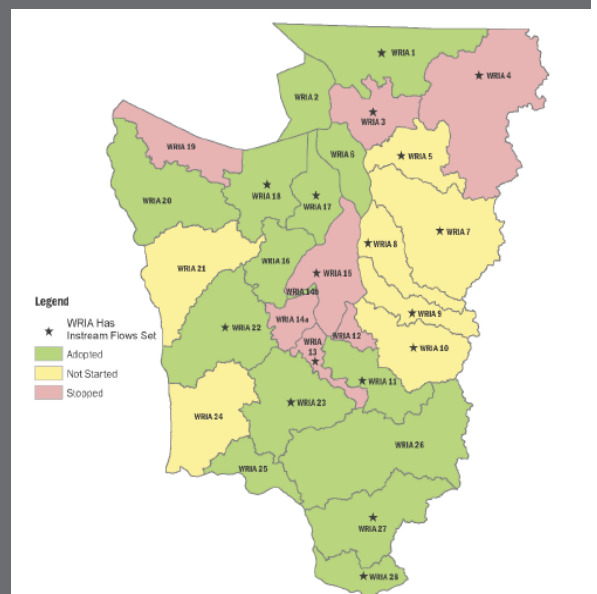 WRIA 1
WRIA 4
WRIA 2
WRIA 3
WRIA 19
WRIA 6
WRIA 5
WRIA 20
WRIA 18
WRIA 17
WRIA 7
WRIA 8
WRIA 21
WRIA 16
WRIA 15
WRIA 14b
Legend
WRIA Has
Instream Flows Set
Adopted
Not Started
Stopped
WRIA 9
WRIA 14a
WRIA 22
WRIA 12
WRIA
13
WRIA 10
WRIA 11
WRIA 23
WRIA 24
WRIA 26
WRIA 25
WRIA 27
WRIA 28